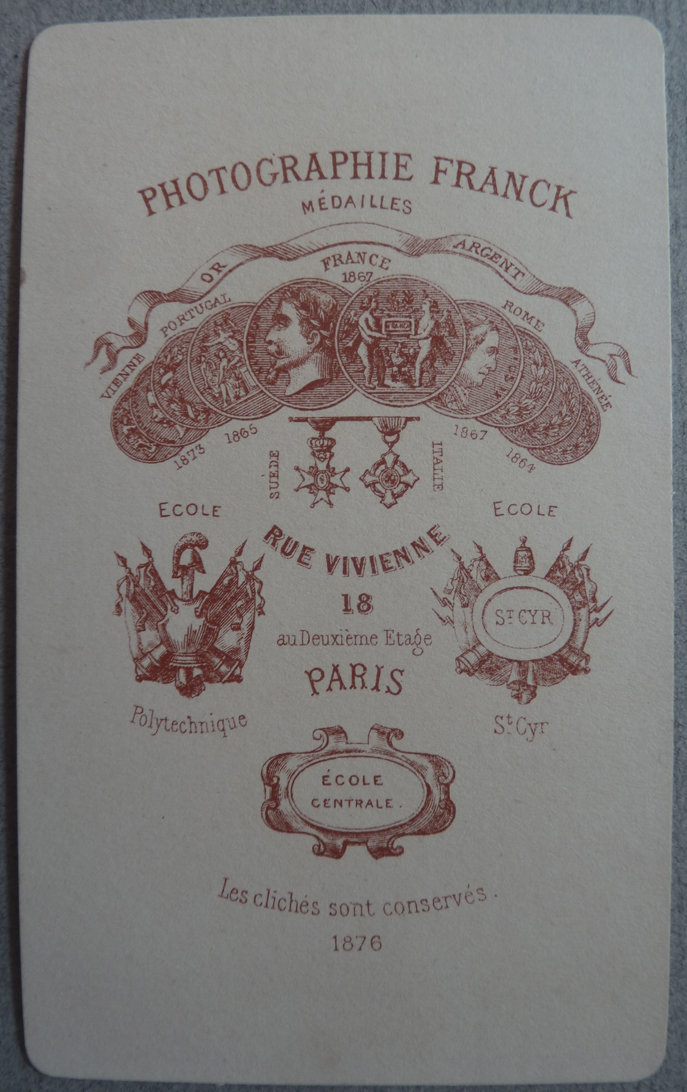 PHOTOGRAPHIE FRANCK
MÉDAILLES
OR
ARGENT
FRANCE
1867
PORTUGAL
ROME
VIENNE
ATHENÉE
1873
1865
1867
1864
SUÈDE
ITALIE
ECOLE
ECOLE
RUE VIVIENNE
18
au Deuxième Etage
PARIS
ST CYR
Polytechnique
St Cyr
ÉCOLE
CENTRALE.
Les clichés sont conservés.
1876